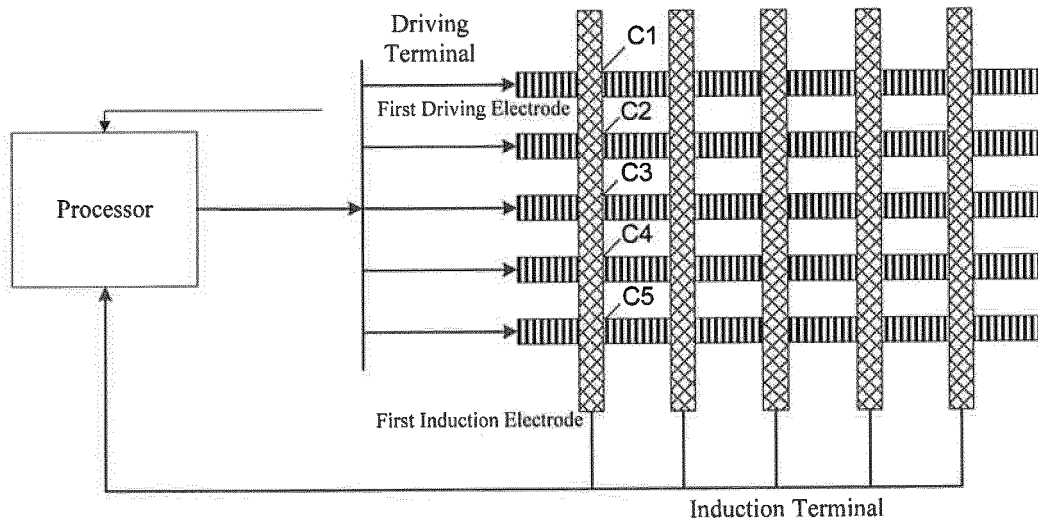 Driving
Terminal
C1
First Driving Electrode
C2
Processor
C3
C4
C5
First Induction Electrode
Induction Terminal